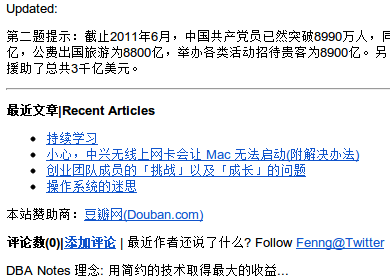 Updated:
第二题提示：截止2011年6月，中国共产党员已然突破8990万人，同
亿，公费出国旅游为8800亿，举办各类活动招待贵客为8900亿。另
援助了总共3千亿美元。
最近文章|Recent Articles
持续学习
小心，中兴无线上网卡会让 Mac 无法启动(附解决办法)
创业团队成员的「挑战」以及「成长」的问题
操作系统的迷思
本站赞助商：豆瓣网(Douban.com)
评论数(0)|添加评论 | 最近作者还说了什么? Follow Fenng@Twitter
DBA Notes 理念: 用简约的技术取得最大的收益...